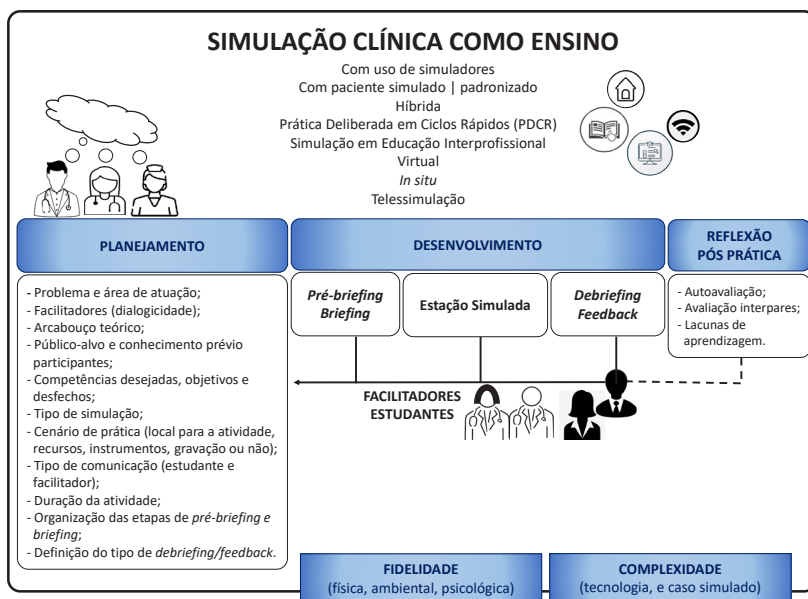 SIMULAÇÃO CLÍNICA COMO ENSINO
Com uso de simuladores
Com paciente simulado | padronizado
Híbrida
Prática Deliberada em Ciclos Rápidos (PDCR)
Simulação em Educação Interprofissional
Virtual
In situ
Telessimulação
PLANEJAMENTO
- Problema e área de atuação;
- Facilitadores (dialogicidade);
- Arcabouço teórico;
- Público-alvo e conhecimento prévio
participantes;
- Competências desejadas, objetivos e
desfechos;
- Tipo de simulação;
- Cenário de prática (local para a atividade,
recursos, instrumentos, gravação ou não);
- Tipo de comunicação (estudante e
facilitador);
- Duração da atividade;
- Organização das etapas de pré-briefing e
briefing;
- Definição do tipo de debriefing/feedback.
DESENVOLVIMENTO
Pré-briefing
Briefing
Estação Simulada
Debriefing
Feedback
FACILITADORES
ESTUDANTES
REFLEXÃO
PÓS PRÁTICA
- Autoavaliação;
- Avaliação interpares;
- Lacunas de
aprendizagem.
FIDELIDADE
(física, ambiental, psicológica)
COMPLEXIDADE
(tecnologia, e caso simulado)